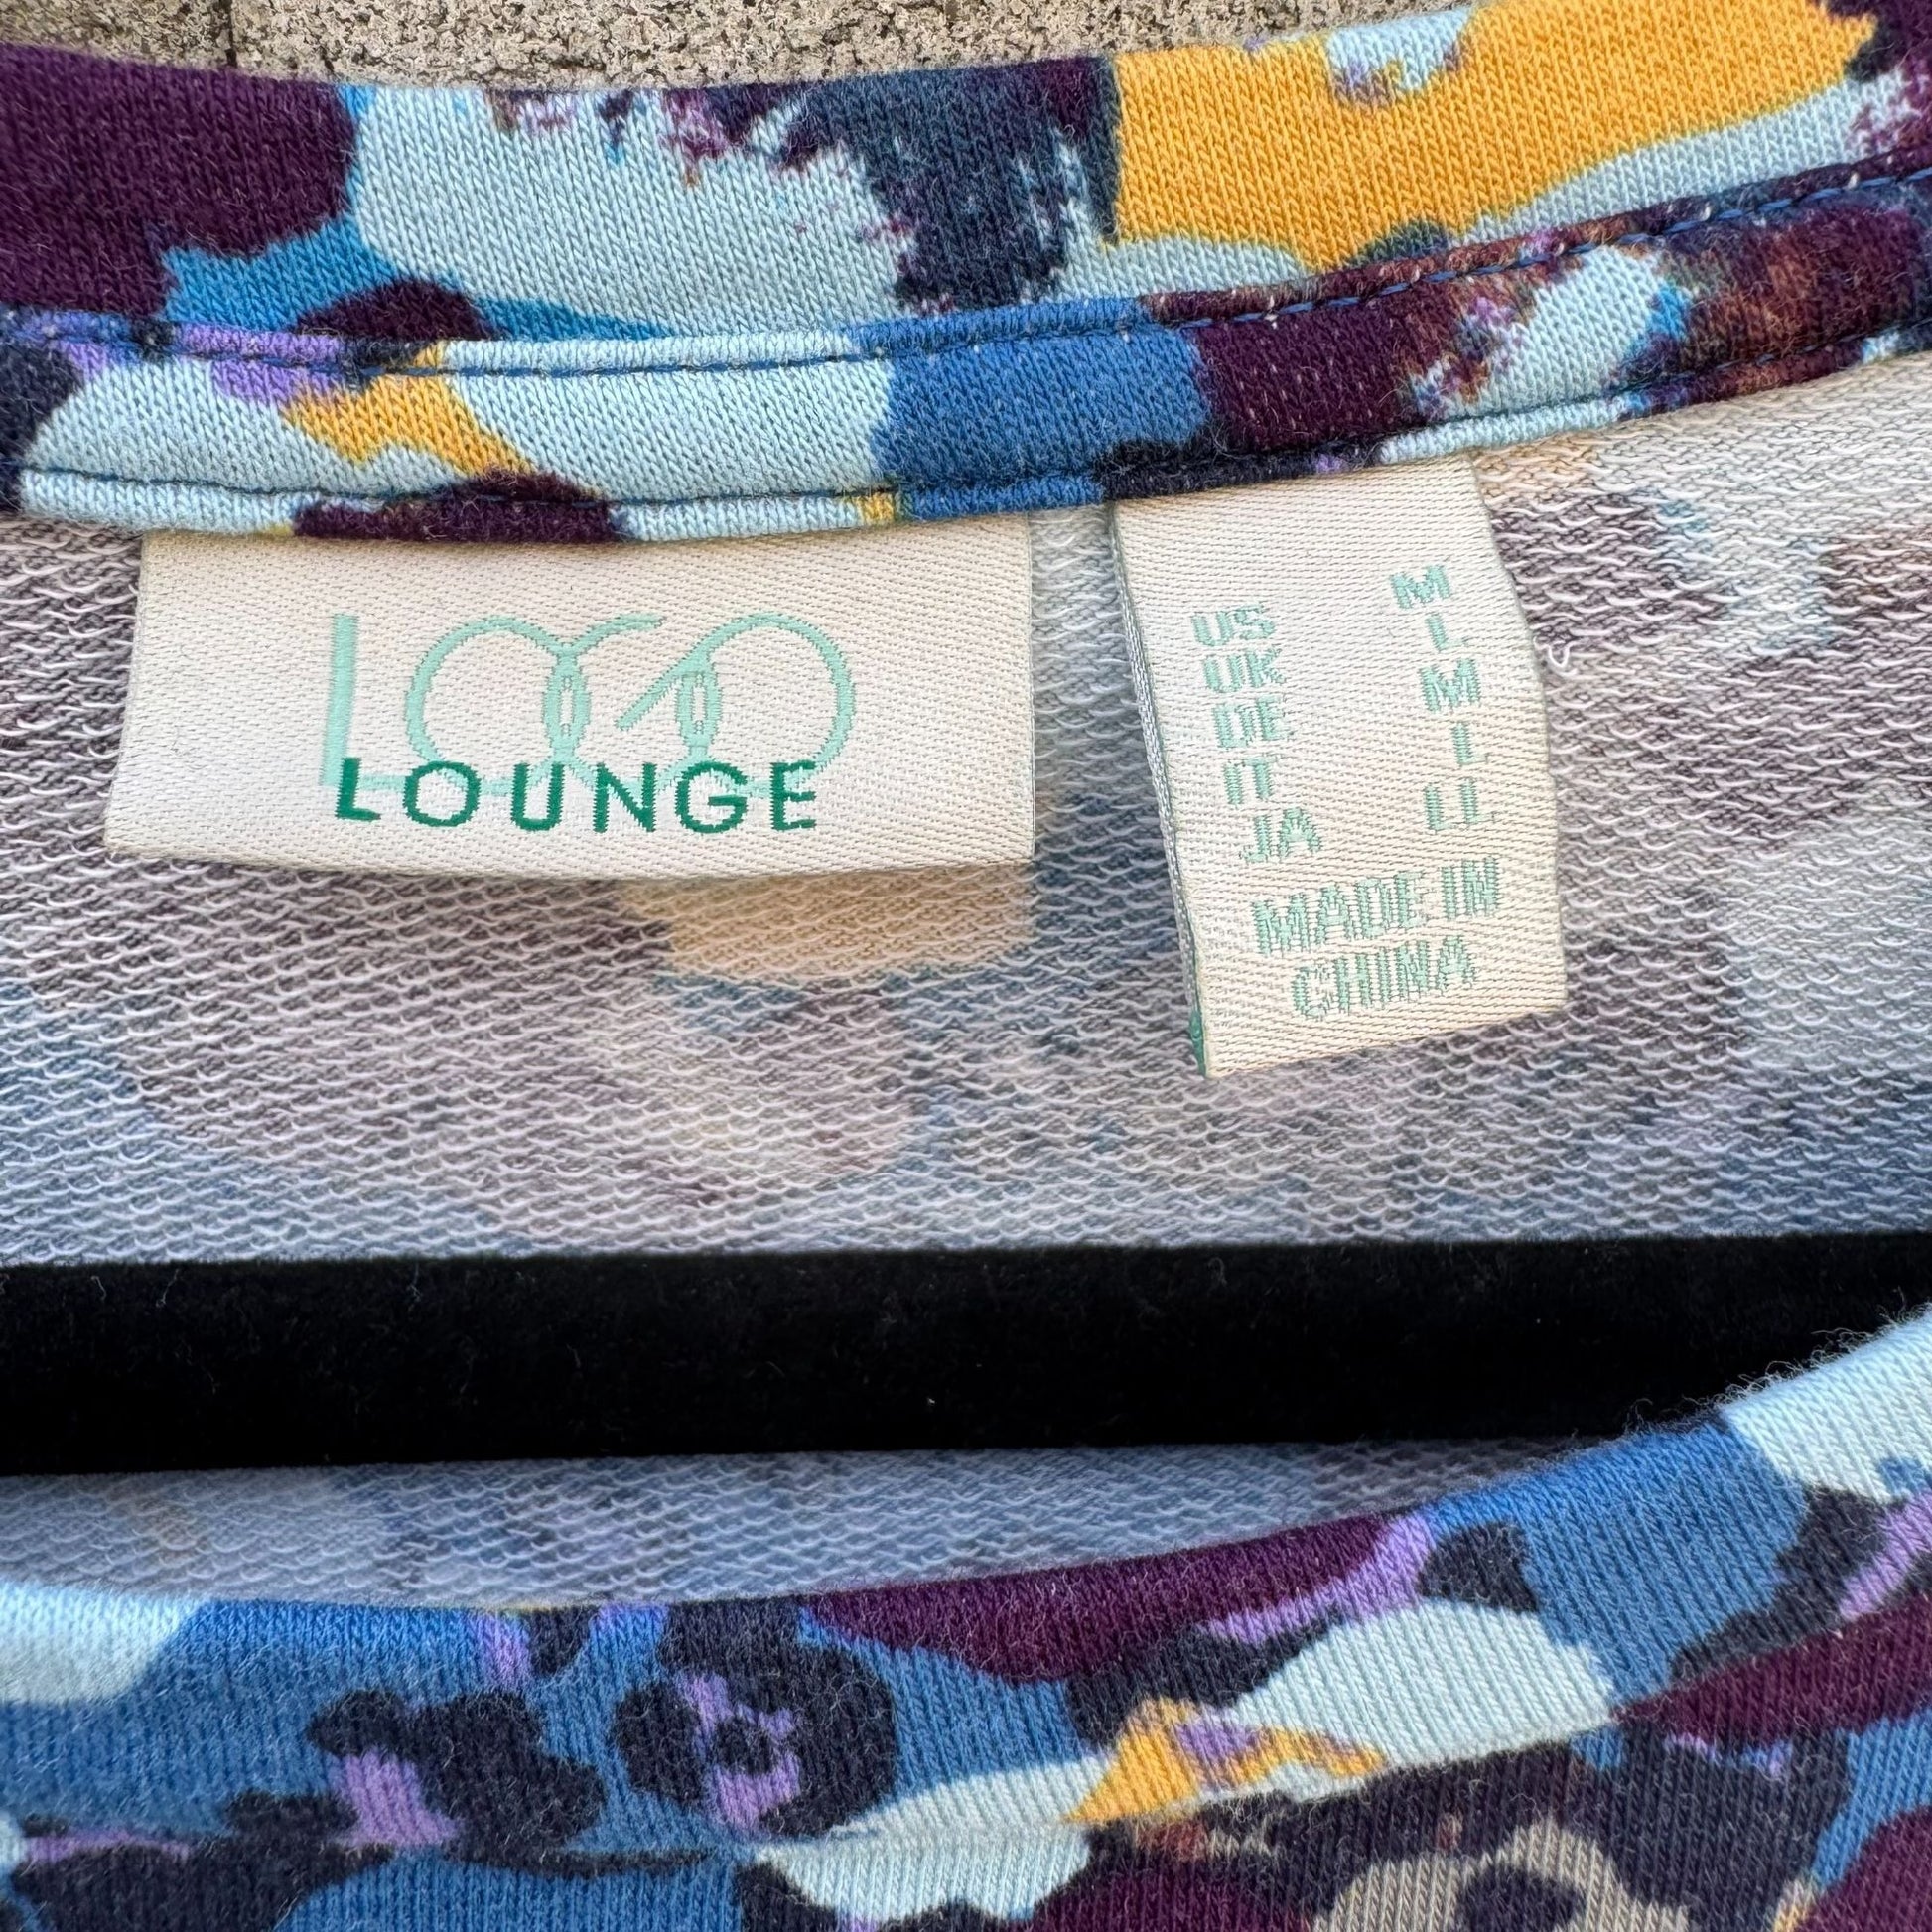 LOGO
LOUNGE
US M
UK L
DE M
IT L
JA LL
MADE IN
CHINA